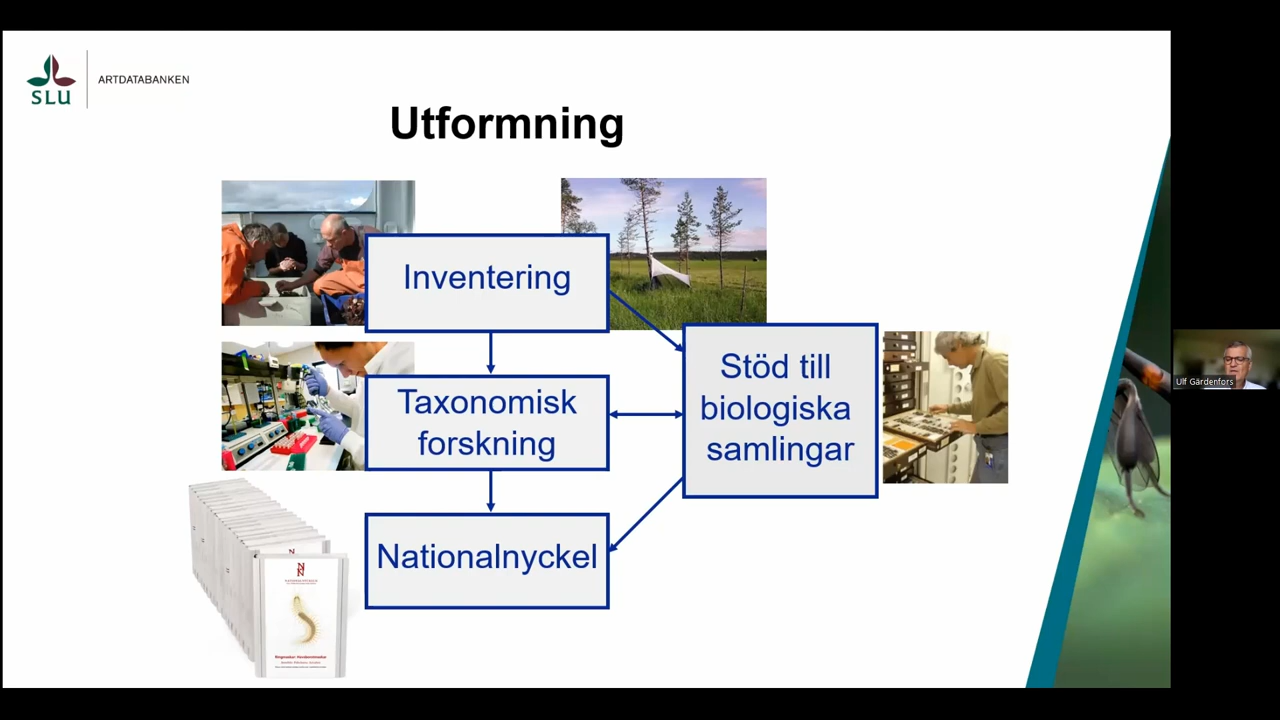 SLU
ARTDATABANKEN
Utformning
Inventering
Taxonomisk
forskning
Stöd till
biologiska
samlingar
Nationalnyckel
Ulf Gärdenfors